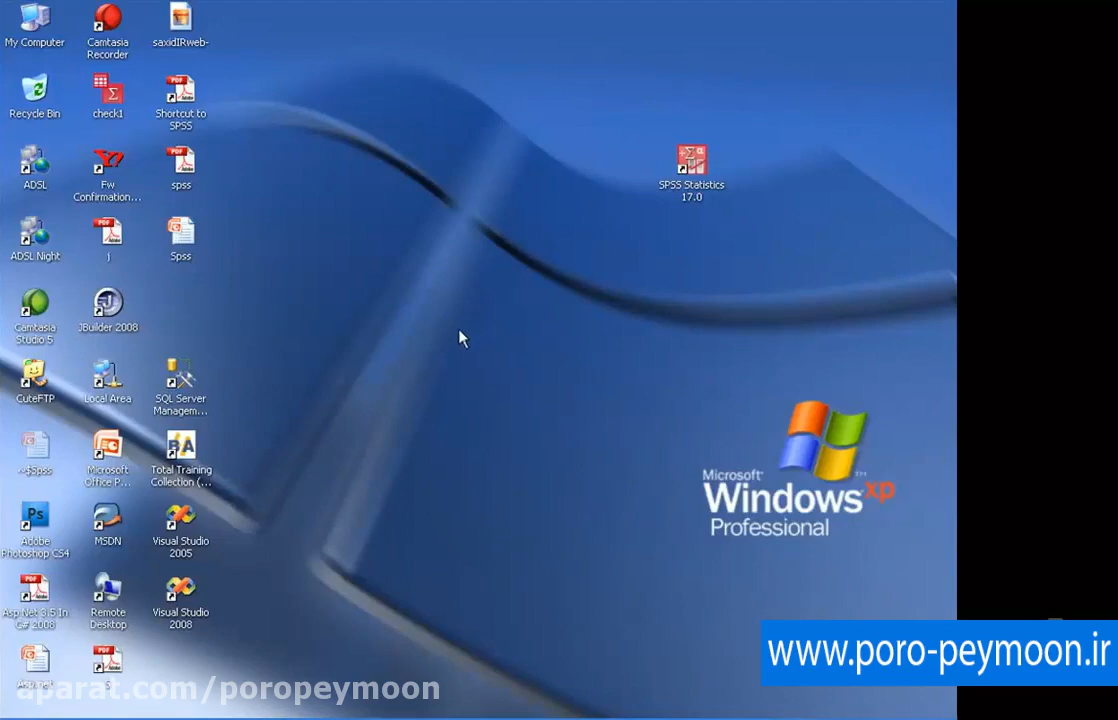 My Computer
Camtasia
Recorder
saxidIRweb-
Recycle Bin
check1
Shortcut to
SPSS
SPSS Statistics
17.0
ADSL
Fw
Confirmation...
spss
ADSL Night
j
Spss
Camtasia
Studio 5
JBuilder 2008
CuteFTP
Local Area
SQL Server
Managem...
~$Spss
Microsoft
Office P...
Total Training
Collection (...
Microsoft
Windows xp
Professional
Adobe
Photoshop CS4
MSDN
Visual Studio
2005
Asp Net 3.5 In
C# 2008
Remote
Desktop
Visual Studio
2008
www.poro-peymoon.ir
aparat.com/poropeymoon